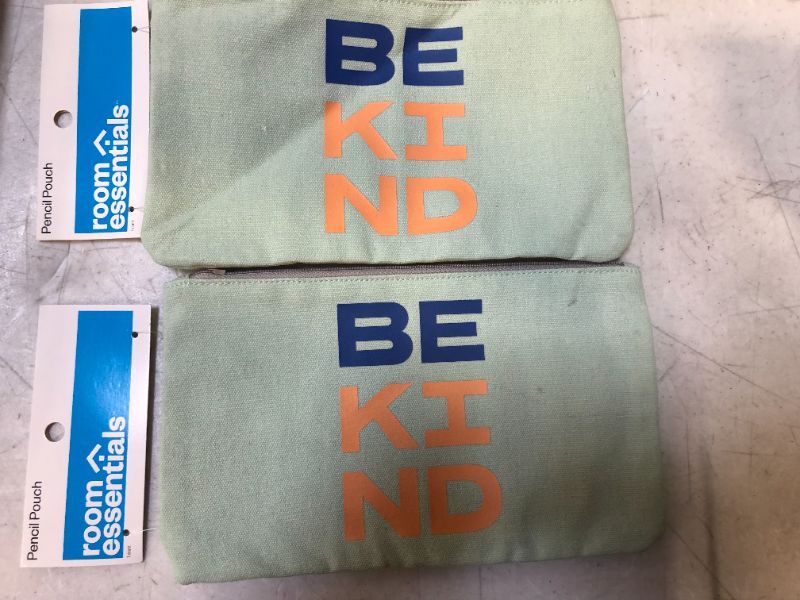 Pencil Pouch
room
essentials
BE
KI
ND
Pencil Pouch
room
essentials
BE
KI
ND